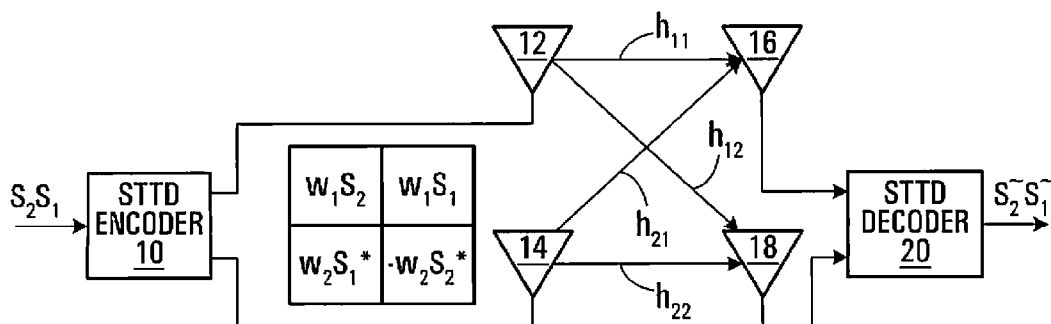 12
h11
16
S2S1
STTD
ENCODER
10
w1S2
w1S1
w2S1*
-w2S2*
h12
h21
14
h22
18
STTD
DECODER
20
S2~S1~